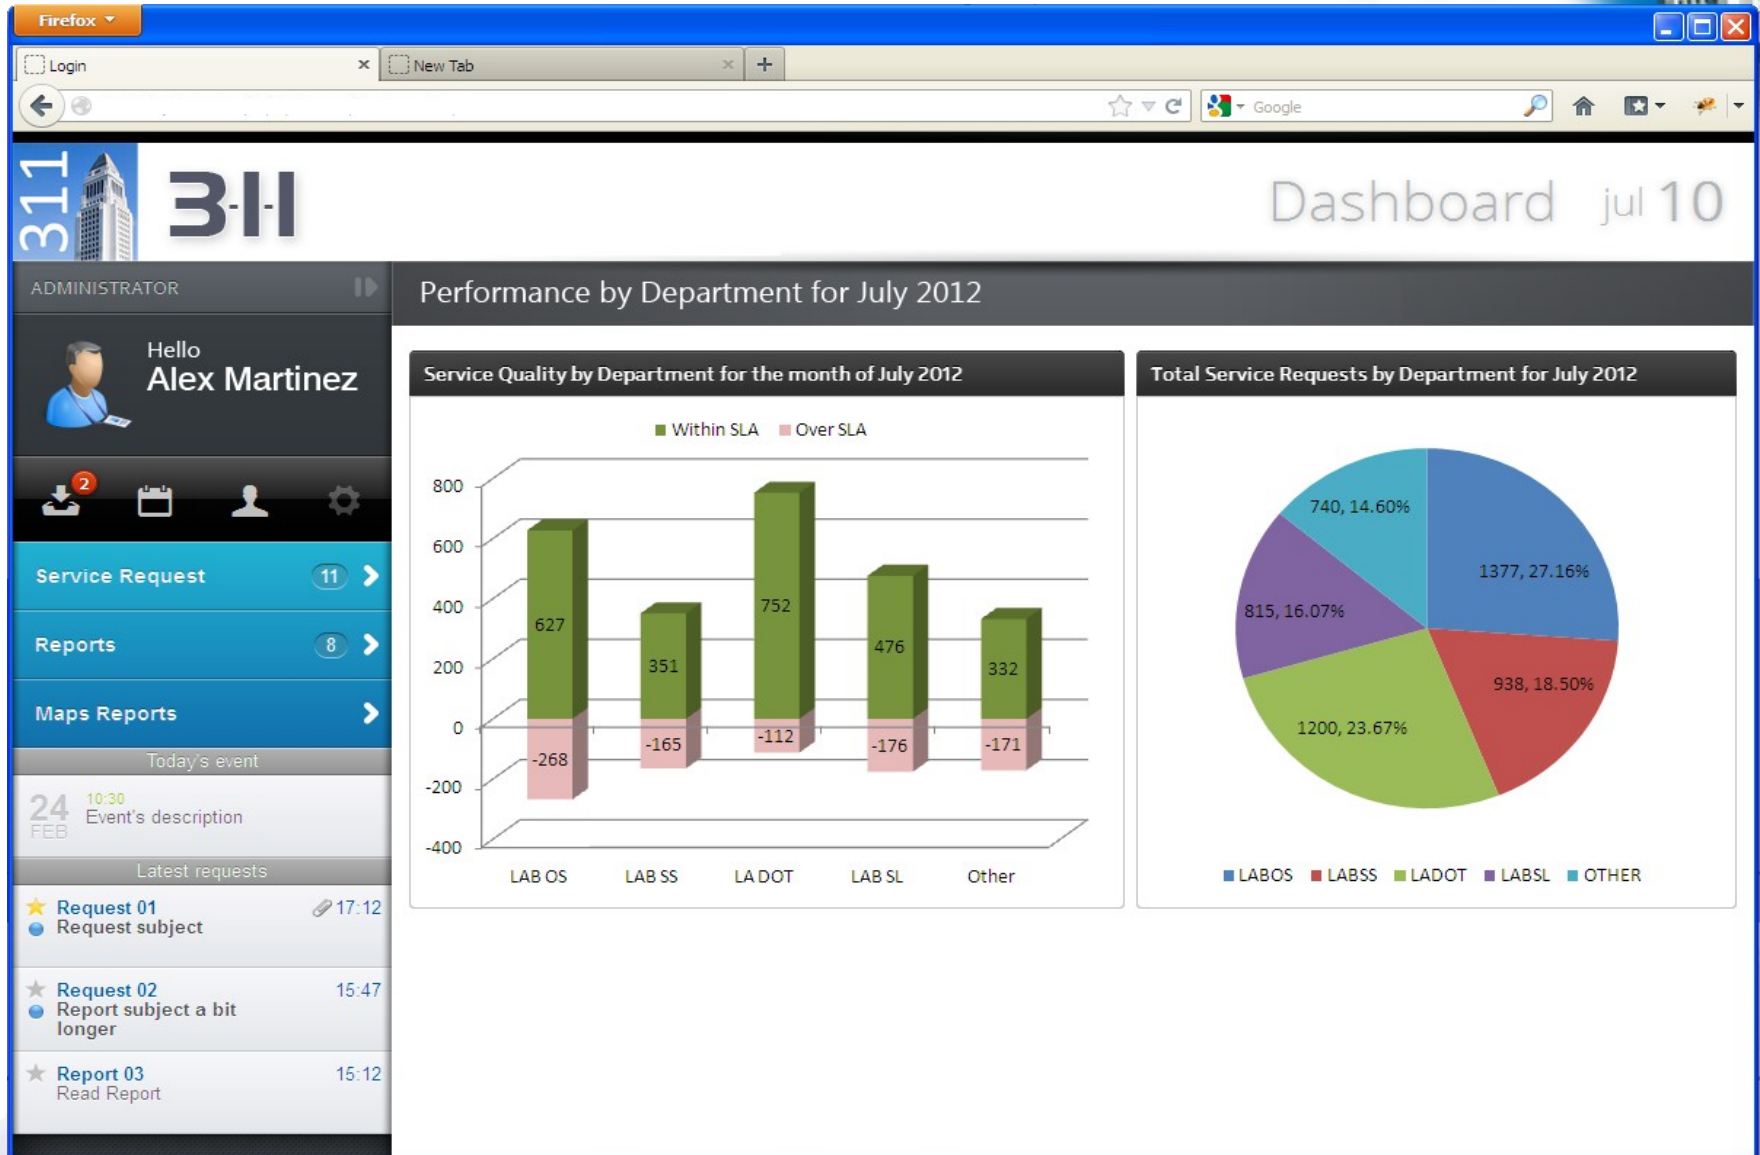 Firefox
Login
New Tab
Google
311
3-1-1
Dashboard jul 10
ADMINISTRATOR
Hello
Alex Martinez
2
Service Request 11
Reports 8
Maps Reports
Today's event
24
FEB
10:30
Event's description
Latest requests
Request 01 17:12
Request subject
Request 02 15:47
Report subject a bit
longer
Report 03 15:12
Read Report
Performance by Department for July 2012
Service Quality by Department for the month of July 2012
Within SLA Over SLA
800
600
400
200
0
-200
-400
627
351
752
476
332
-268
-165
-112
-176
-171
LAB OS LAB SS LA DOT LAB SL Other
Total Service Requests by Department for July 2012
740, 14.60%
1377, 27.16%
815, 16.07%
938, 18.50%
1200, 23.67%
LABOS LABSS LADOT LABSL OTHER